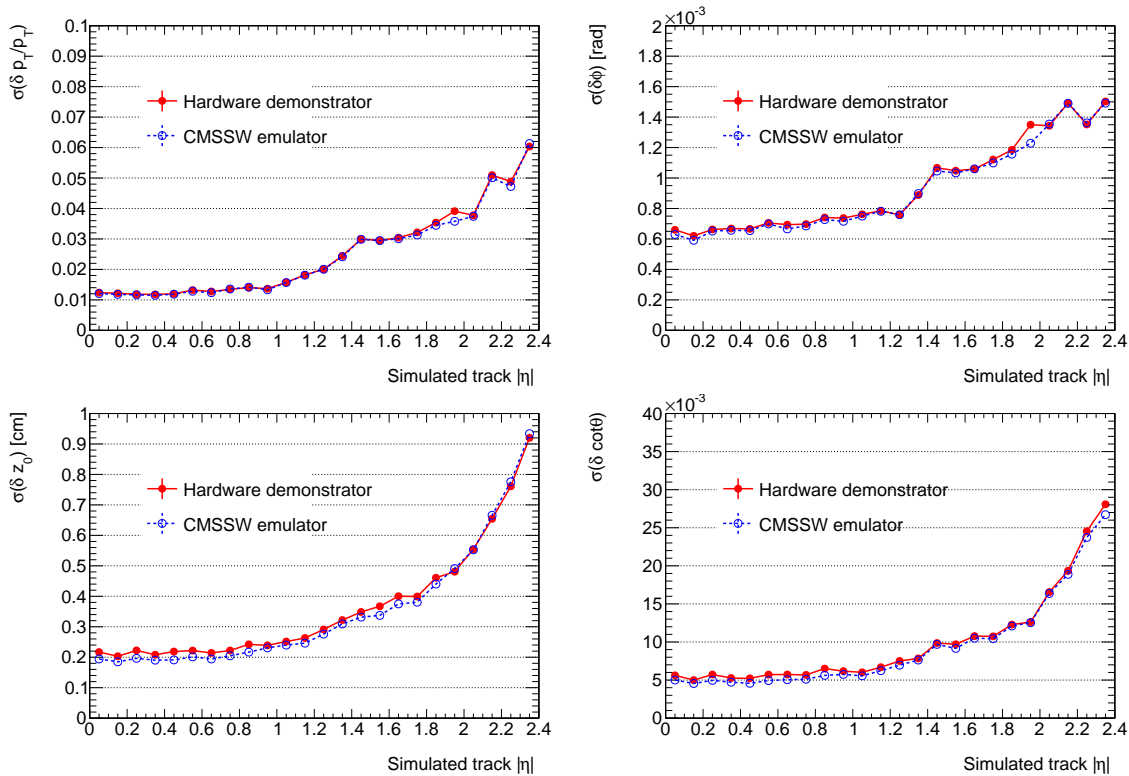 σ(δ p_T/p_T)
0.1
0.09
0.08
0.07
0.06
0.05
0.04
0.03
0.02
0.01
0
Hardware demonstrator
CMSSW emulator
0 0.2 0.4 0.6 0.8 1 1.2 1.4 1.6 1.8 2 2.2 2.4
Simulated track |η|
×10⁻³
σ(δφ) [rad]
2
1.8
1.6
1.4
1.2
1
0.8
0.6
0.4
0.2
0
Hardware demonstrator
CMSSW emulator
0 0.2 0.4 0.6 0.8 1 1.2 1.4 1.6 1.8 2 2.2 2.4
Simulated track |η|
σ(δ z_0) [cm]
1
0.9
0.8
0.7
0.6
0.5
0.4
0.3
0.2
0.1
0
Hardware demonstrator
CMSSW emulator
0 0.2 0.4 0.6 0.8 1 1.2 1.4 1.6 1.8 2 2.2 2.4
Simulated track |η|
×10⁻³
σ(δ cotθ)
40
35
30
25
20
15
10
5
0
Hardware demonstrator
CMSSW emulator
0 0.2 0.4 0.6 0.8 1 1.2 1.4 1.6 1.8 2 2.2 2.4
Simulated track |η|